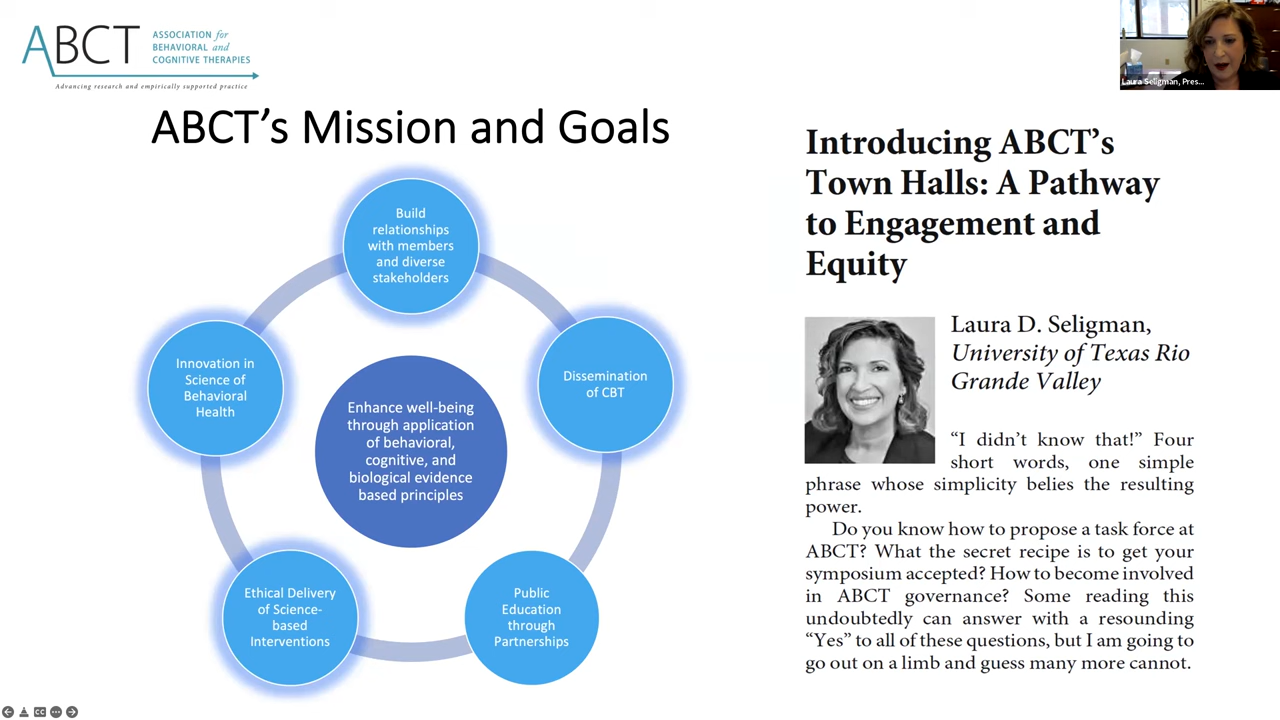 ABCT
ASSOCIATION for
BEHAVIORAL and
COGNITIVE THERAPIES
Advancing research and empirically supported practice
Laura Seligman, Pres...
ABCT’s Mission and Goals
Build
relationships
with members
and diverse
stakeholders
Dissemination
of CBT
Public
Education
through
Partnerships
Ethical Delivery
of Science-
based
Interventions
Innovation in
Science of
Behavioral
Health
Enhance well-being
through application
of behavioral,
cognitive, and
biological evidence
based principles
Introducing ABCT’s
Town Halls: A Pathway
to Engagement and
Equity
Laura D. Seligman,
University of Texas Rio
Grande Valley
“I didn’t know that!” Four
short words, one simple
phrase whose simplicity belies the resulting
power.
Do you know how to propose a task force at
ABCT? What the secret recipe is to get your
symposium accepted? How to become involved
in ABCT governance? Some reading this
undoubtedly can answer with a resounding
“Yes” to all of these questions, but I am going to
go out on a limb and guess many more cannot.
CC